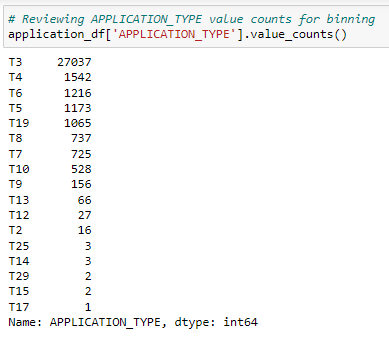 # Reviewing APPLICATION_TYPE value counts for binning
application_df['APPLICATION_TYPE'].value_counts()
T3     27037
T4      1542
T6      1216
T5      1173
T19     1065
T8       737
T7       725
T10      528
T9       156
T13       66
T12       27
T2        16
T25        3
T14        3
T29        2
T15        2
T17        1
Name: APPLICATION_TYPE, dtype: int64